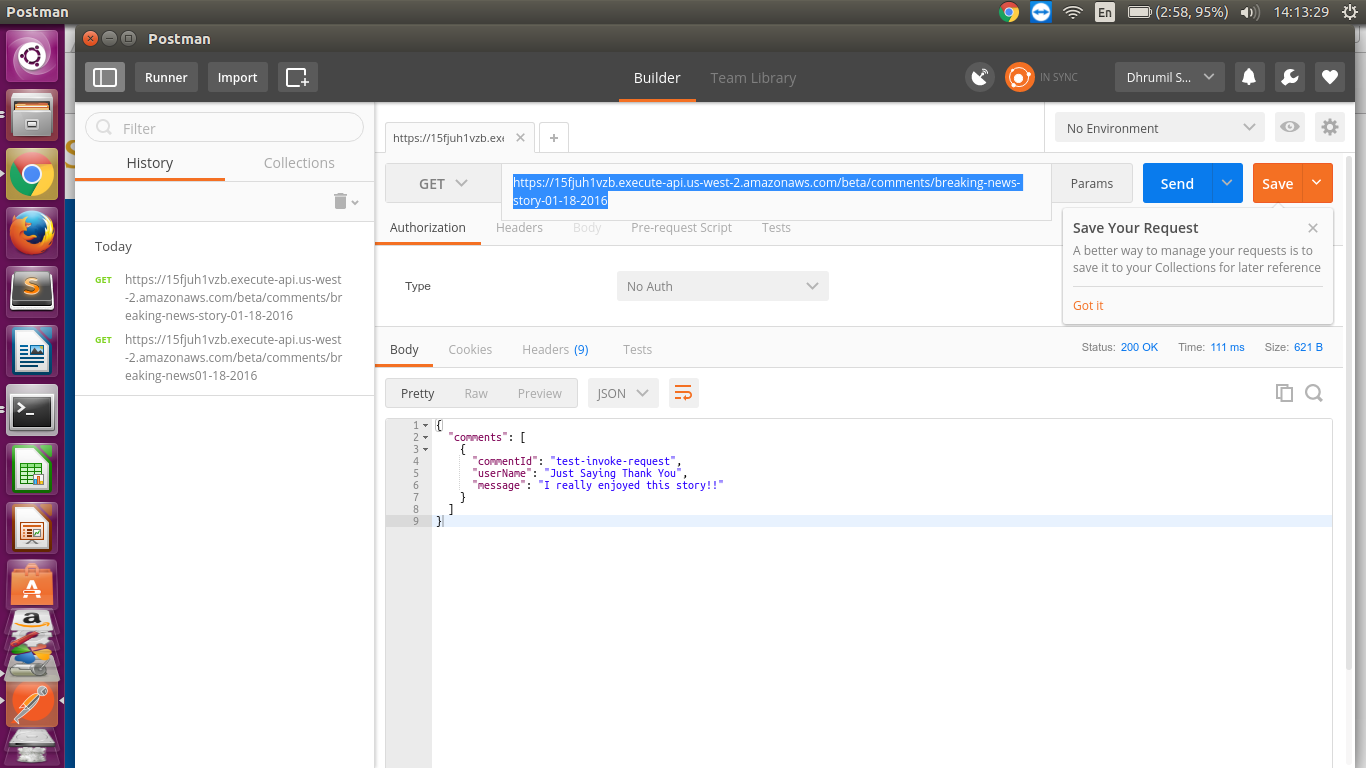 Postman
En
(2:58, 95%)
14:13:29
Postman
Runner
Import
Builder
Team Library
IN SYNC
Dhrumil S...
Filter
History
Collections
Today
GET
https://15fjuh1vzb.execute-api.us-west
-2.amazonaws.com/beta/comments/br
eaking-news-story-01-18-2016
GET
https://15fjuh1vzb.execute-api.us-west
-2.amazonaws.com/beta/comments/br
eaking-news01-18-2016
https://15fjuh1vzb.exe
+
No Environment
GET
https://15fjuh1vzb.execute-api.us-west-2.amazonaws.com/beta/comments/breaking-news-
story-01-18-2016
Params
Send
Save
Authorization
Headers
Body
Pre-request Script
Tests
Save Your Request
A better way to manage your requests is to
save it to your Collections for later reference
Got it
Type
No Auth
Body
Cookies
Headers (9)
Tests
Status: 200 OK
Time: 111 ms
Size: 621 B
Pretty
Raw
Preview
JSON
1 {
2 "comments": [
3 {
4 "commentId": "test-invoke-request",
5 "userName": "Just Saying Thank You",
6 "message": "I really enjoyed this story!!"
7 }
8 ]
9 }